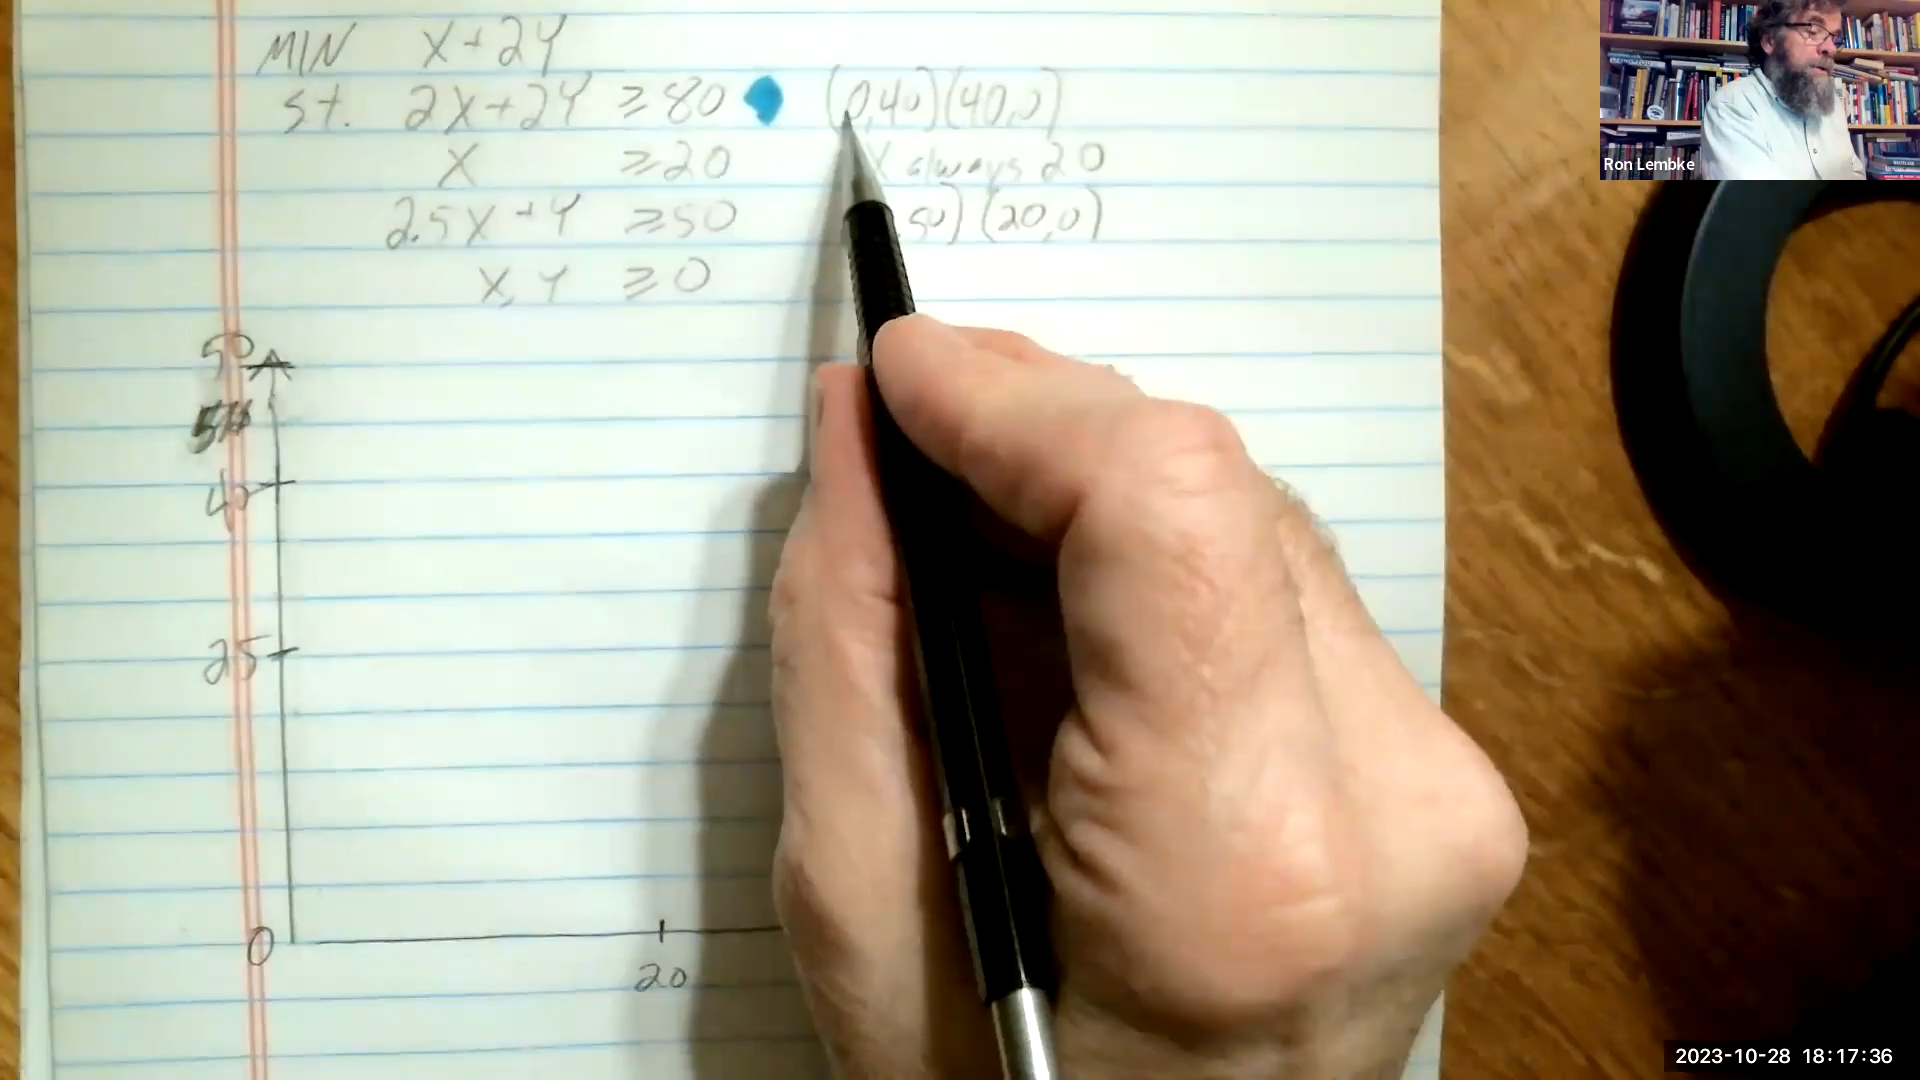 MIN X+2Y
St. 2X+2Y ≥80 (0,40)(40,0)
X ≥20 X always 20
2.5X+Y ≥50 ,50) (20,0)
X, Y ≥0
50
40
25
0
20
Ron Lembke
2023-10-28 18:17:36